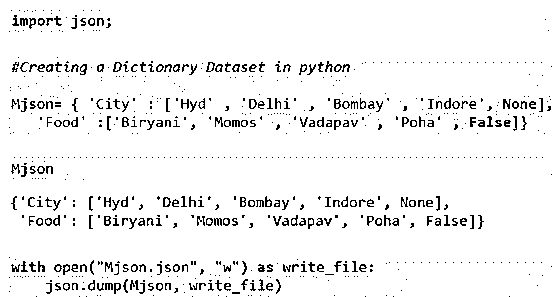 import json;
#Creating a Dictionary Dataset in python
Mjson= { 'City' : ['Hyd' , 'Delhi' , 'Bombay' , 'Indore', None],
'Food' :['Biryani', 'Momos' , 'Vadapav' , 'Poha' , False]}
Mjson
{'City': ['Hyd', 'Delhi', 'Bombay', 'Indore', None],
'Food': ['Biryani', 'Momos', 'Vadapav', 'Poha', False]}
with open("Mjson.json", "w") as write_file:
json.dump(Mjson, write_file)